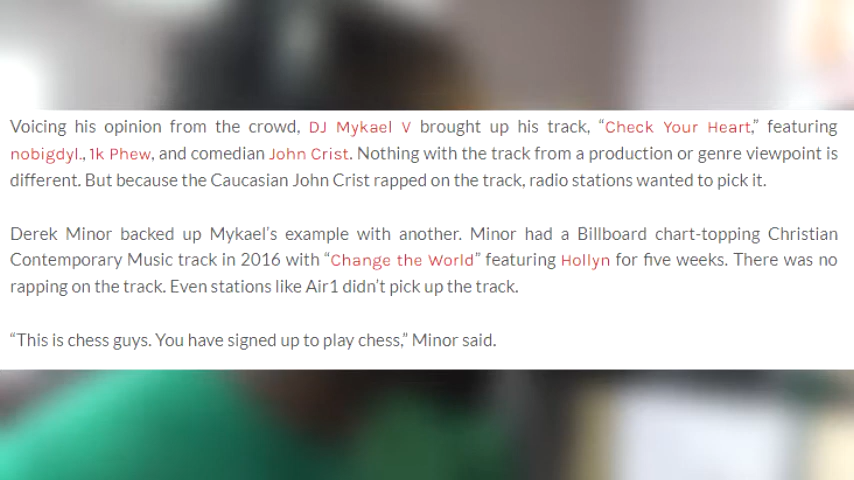 Voicing his opinion from the crowd, DJ Mykael V brought up his track, “Check Your Heart,” featuring
nobigdyl., 1k Phew, and comedian John Crist. Nothing with the track from a production or genre viewpoint is
different. But because the Caucasian John Crist rapped on the track, radio stations wanted to pick it.
Derek Minor backed up Mykael’s example with another. Minor had a Billboard chart-topping Christian
Contemporary Music track in 2016 with “Change the World” featuring Hollyn for five weeks. There was no
rapping on the track. Even stations like Air1 didn’t pick up the track.
“This is chess guys. You have signed up to play chess,” Minor said.